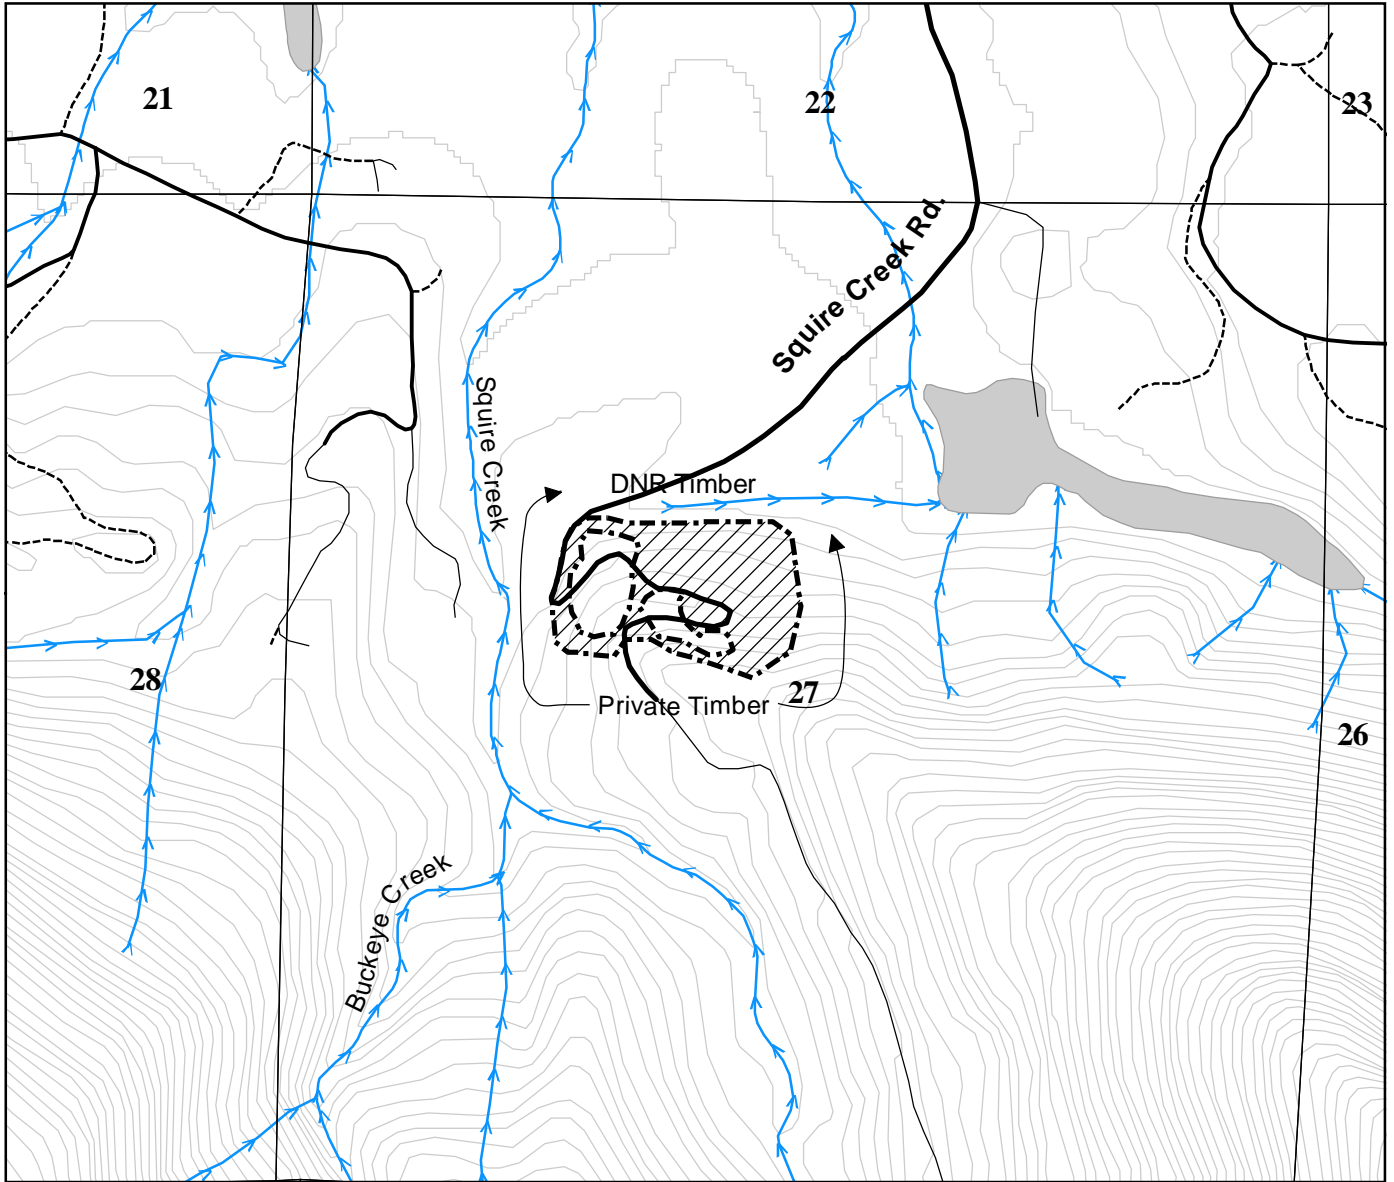 21
22
23
Squire Creek Rd.
Squire Creek
DNR Timber
28
27
Private Timber
26
Buckeye Creek